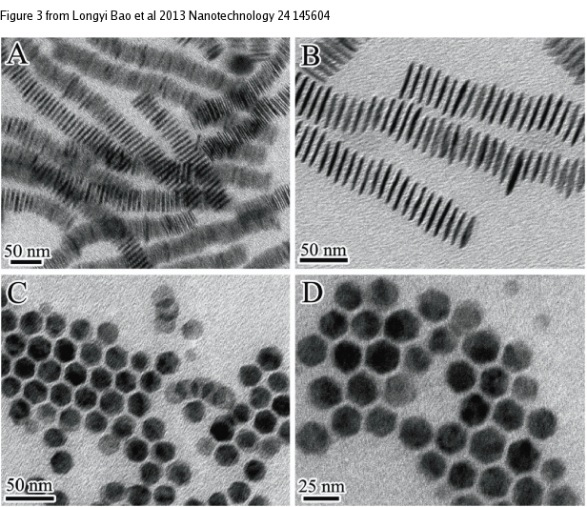 Figure 3 from Longyi Bao et al 2013 Nanotechnology 24 145604
A
B
50 nm
50 nm
C
D
50 nm
25 nm